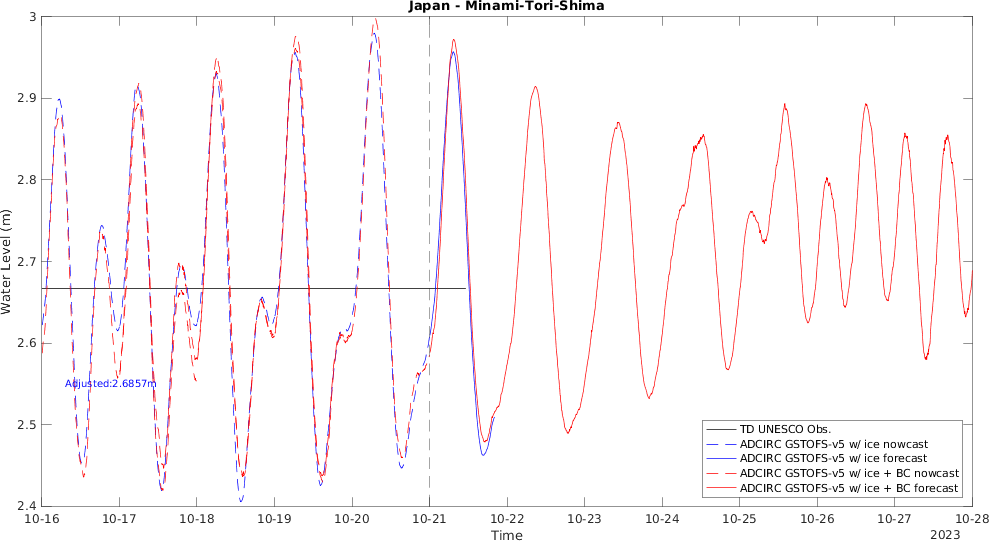 Japan - Minami-Tori-Shima
3
2.9
2.8
2.7
2.6
2.5
2.4
Water Level (m)
Adjusted:2.6857m
TD UNESCO Obs.
ADCIRC GSTOFS-v5 w/ ice nowcast
ADCIRC GSTOFS-v5 w/ ice forecast
ADCIRC GSTOFS-v5 w/ ice + BC nowcast
ADCIRC GSTOFS-v5 w/ ice + BC forecast
10-16 10-17 10-18 10-19 10-20 10-21 10-22 10-23 10-24 10-25 10-26 10-27 10-28
Time
2023